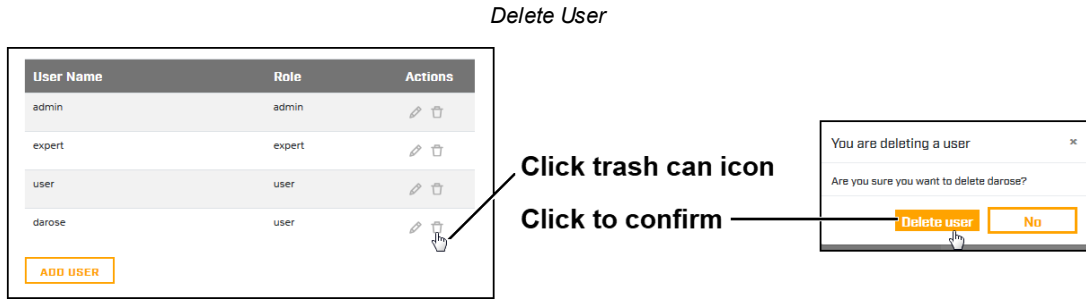 Delete User
User Name Role Actions
admin admin
expert expert
user user
darose user
ADD USER
Click trash can icon
Click to confirm
You are deleting a user ×
Are you sure you want to delete darose?
Delete user No